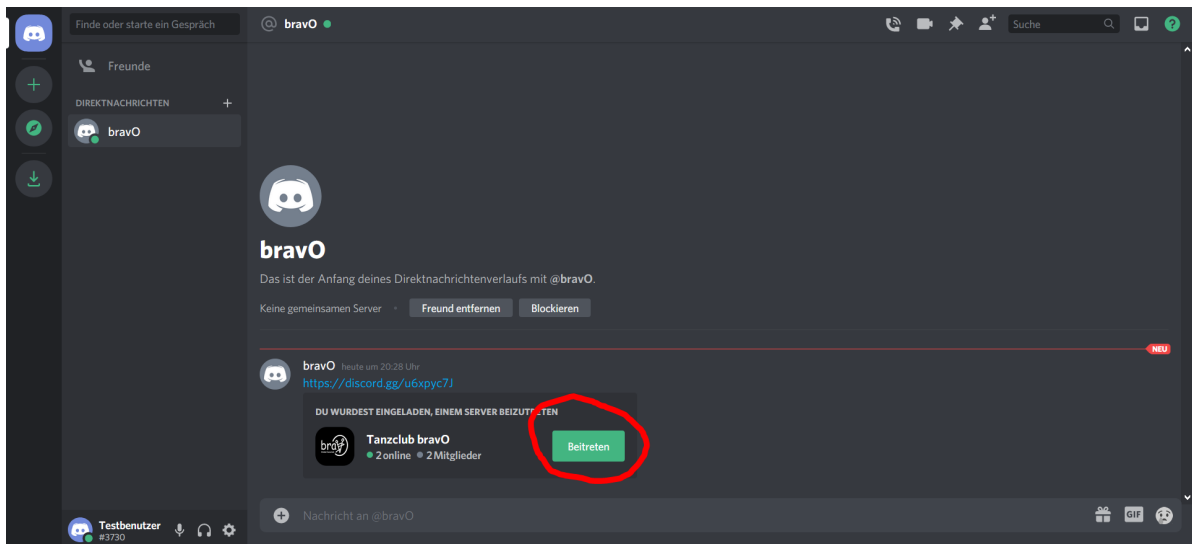 Finde oder starte ein Gespräch
@ bravO
Suche
Freunde
DIREKTNACHRICHTEN +
bravO
bravO
Das ist der Anfang deines Direktnachrichtenverlaufs mit @bravO.
Keine gemeinsamen Server
Freund entfernen
Blockieren
NEU
bravO heute um 20:28 Uhr
https://discord.gg/u6xpyc7J
DU WURDEST EINGELADEN, EINEM SERVER BEIZUTRETEN
Tanzclub bravO
2 online 2 Mitglieder
Beitreten
Nachricht an @bravO
GIF
Testbenutzer
#3730